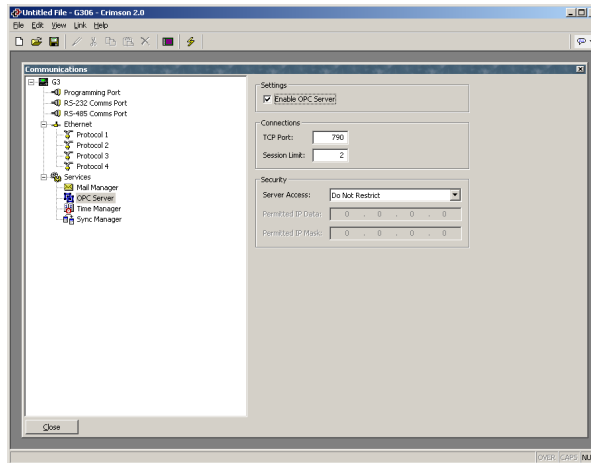 Untitled File - G306 - Crimson 2.0
File Edit View Link Help
Communications
G3
Programming Port
RS-232 Comms Port
RS-485 Comms Port
Ethernet
Protocol 1
Protocol 2
Protocol 3
Protocol 4
Services
Mail Manager
OPC Server
Time Manager
Sync Manager
Settings
Enable OPC Server
Connections
TCP Port: 790
Session Limit: 2
Security
Server Access: Do Not Restrict
Permitted IP Data: 0 . 0 . 0 . 0
Permitted IP Mask: 0 . 0 . 0 . 0
Close
OVER CAPS NU